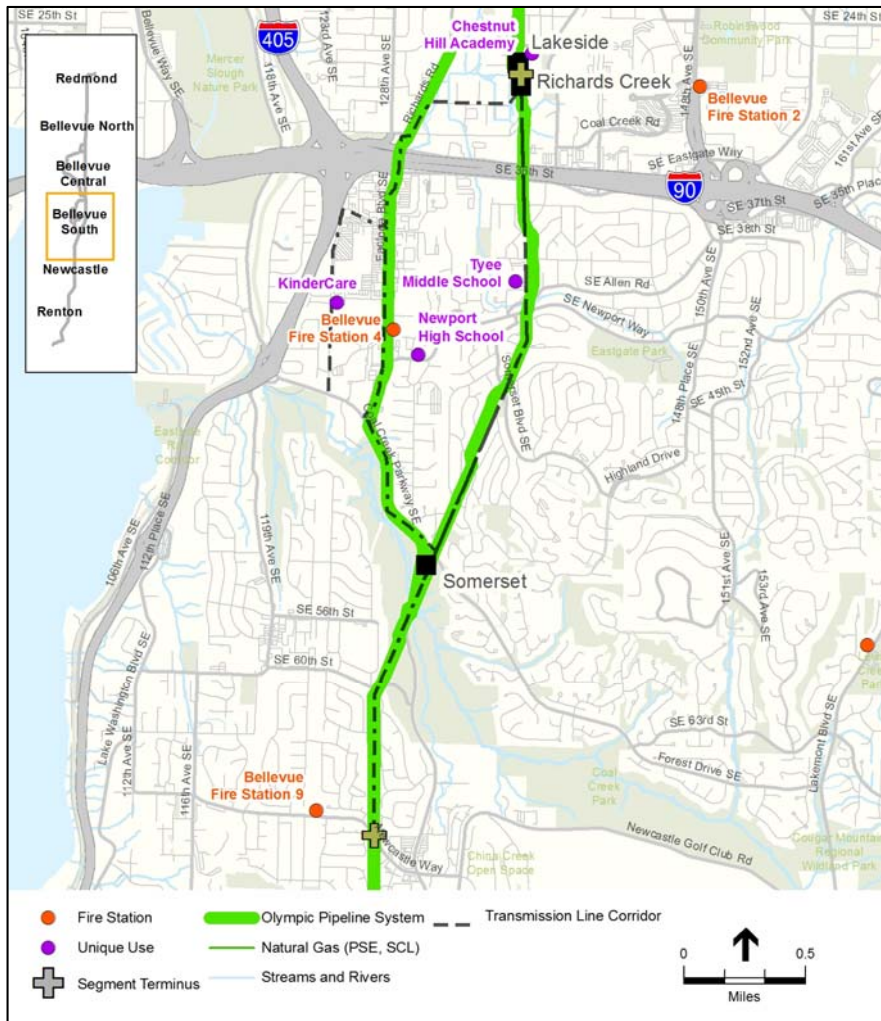 SE 25th St
405
123rd Ave SE
128th Ave SE
Chestnut
Hill Academy
Lakeside
Robinswood
Community Park
SE 24th St
Redmond
Bellevue North
Bellevue
Central
Bellevue
South
Newcastle
Renton
Bellevue Way SE
Mercer
Slough
Nature Park
118th Ave SE
Richards Rd
Richards Creek
148th Ave SE
Bellevue
Fire Station 2
Coal Creek Rd
161st Ave SE
SE Eastgate Way
SE 36th St
90
SE 35th Place
SE 37th St
SE 38th St
Factoria Blvd SE
Tyee
Middle School
SE Allen Rd
150th Ave SE
KinderCare
Bellevue
Fire Station 4
Newport
High School
SE Newport Way
Eastgate Park
152nd Ave SE
148th Place SE
SE 45th St
Somerset Blvd SE
Highland Drive
Coal Creek Parkway SE
106th Ave SE
112th Place SE
119th Ave SE
Somerset
151st Ave SE
153rd Ave SE
SE 56th St
SE 60th St
Lake Washington Blvd SE
112th Ave SE
116th Ave SE
SE 63rd St
Forest Drive SE
Lakemont Blvd SE
Park
Bellevue
Fire Station 9
Coal
Creek
Park
Newcastle Way
China Creek
Open Space
Newcastle Golf Club Rd
Cougar Mountain
Regional
Wildland Park
Fire Station
Olympic Pipeline System
Transmission Line Corridor
Unique Use
Natural Gas (PSE, SCL)
Segment Terminus
Streams and Rivers
0 0.5
Miles